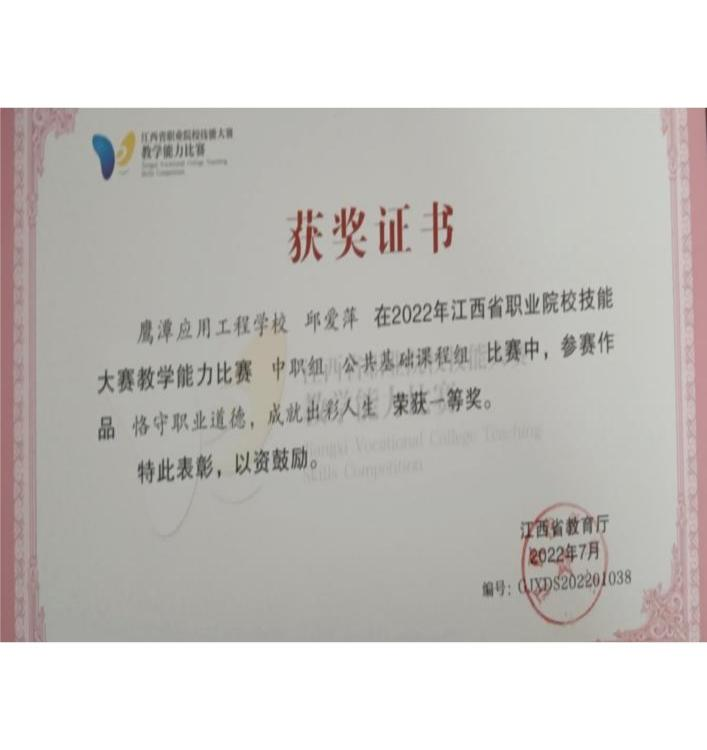 江西省职业院校技能大赛
教学能力比赛
Jiangxi Vocational College Teaching
Skills Competition
获奖证书
鹰潭应用工程学校 邱爱萍 在2022年江西省职业院校技能
大赛教学能力比赛 中职组 公共基础课程组 比赛中，参赛作
品 恪守职业道德，成就出彩人生 荣获一等奖。
特此表彰，以资鼓励。
Jiangxi Vocational College Teaching
Skills Competition
江西省教育厅
2022年7月
编号：GJXDS202201038